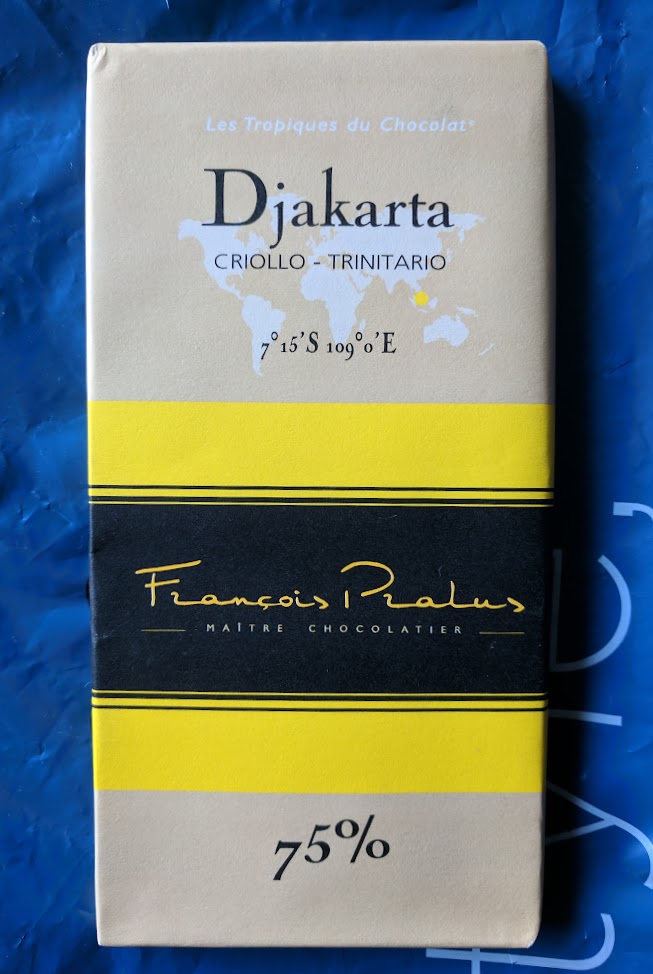 Les Tropiques du Chocolat®
Djakarta
CRIOLLO - TRINITARIO
7°15'S 109°0'E
François Pralus
MAÎTRE CHOCOLATIER
75%